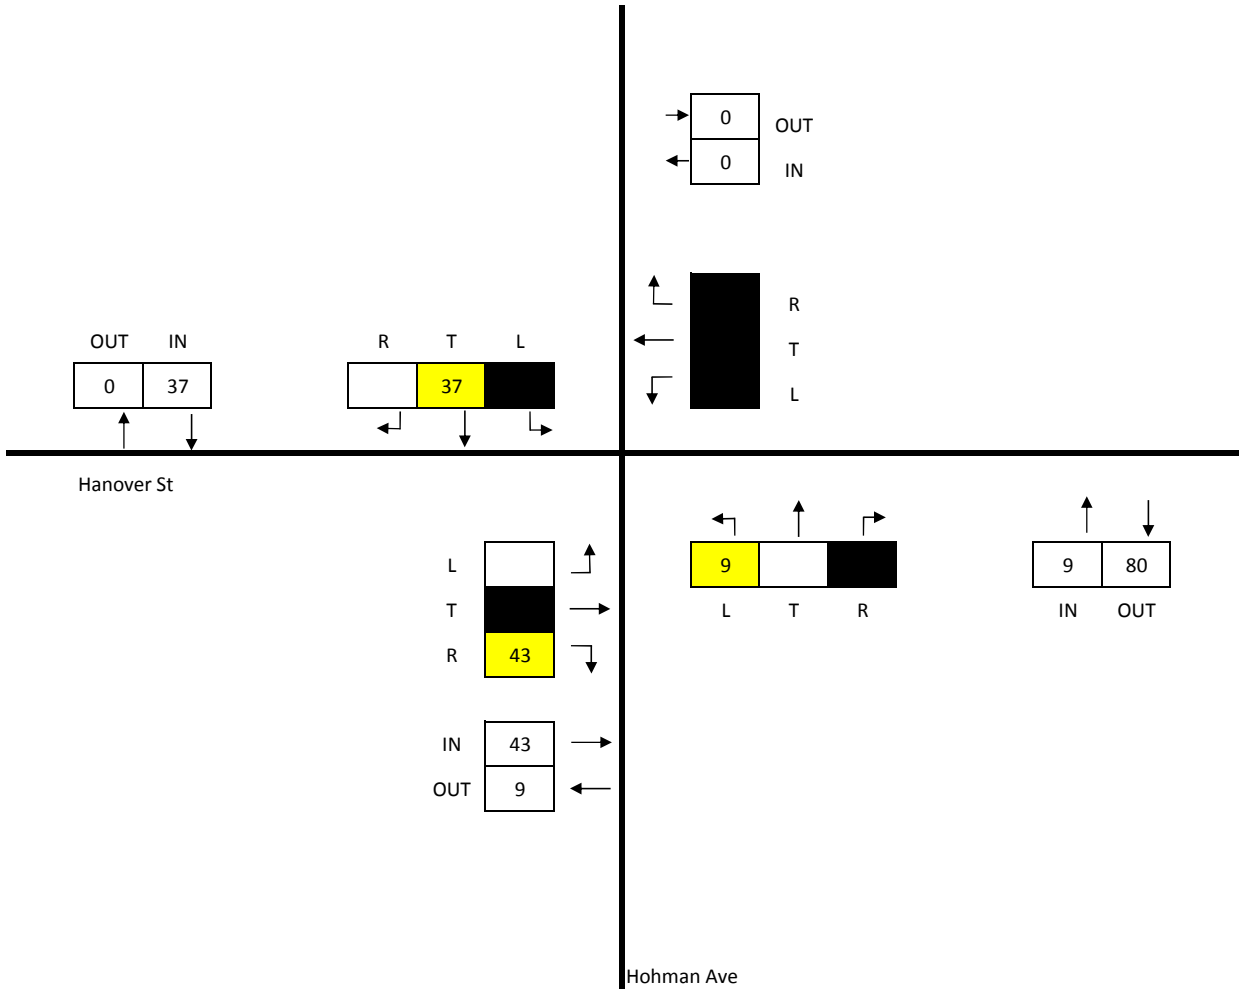 0 OUT
0 IN
R
T
L
OUT IN
0 37
R T L
37
Hanover St
L
T
R 43
9
L T R
9 80
IN OUT
IN 43
OUT 9
Hohman Ave